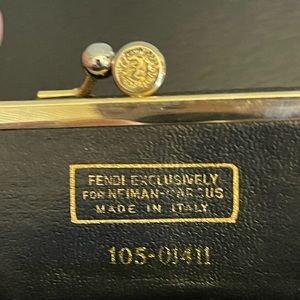 FENDI EXCLUSIVELY
FOR NEIMAN-MARCUS
MADE IN ITALY
105-01411